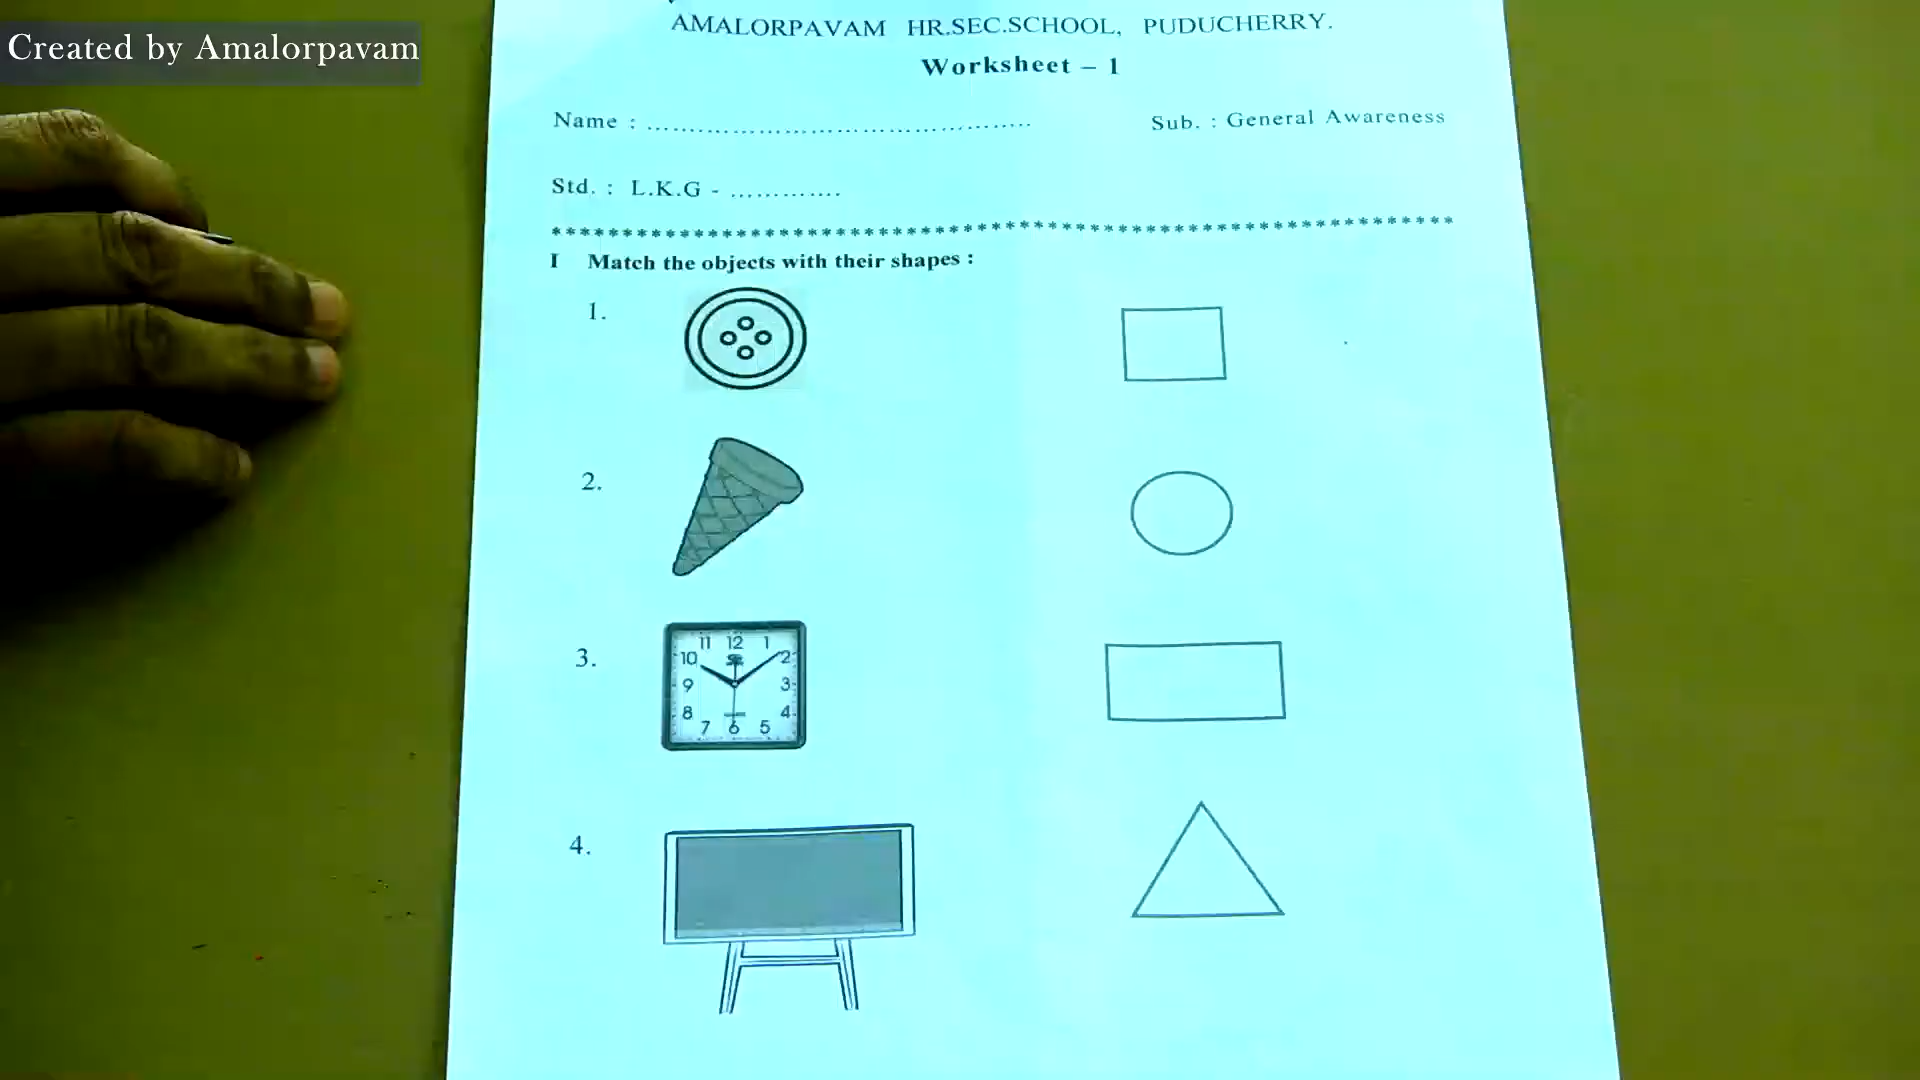 Created by Amalorpavam
AMALORPAVAM HR.SEC.SCHOOL, PUDUCHERRY.
Worksheet – 1
Name : ............................................. Sub. : General Awareness
Std. : L.K.G - .............
****************************************************************
I Match the objects with their shapes :
1.
2.
3.
11 12 1
10 2
9 3
8 4
7 6 5
4.